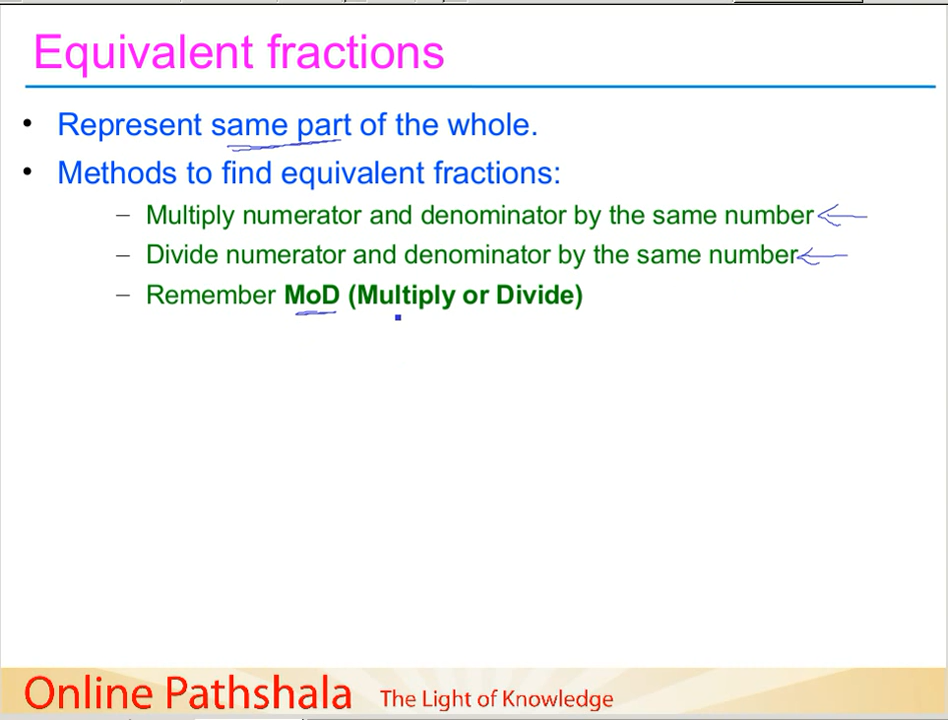 Equivalent fractions
• Represent same part of the whole.
• Methods to find equivalent fractions:
– Multiply numerator and denominator by the same number
– Divide numerator and denominator by the same number
– Remember MoD (Multiply or Divide)
Online Pathshala The Light of Knowledge